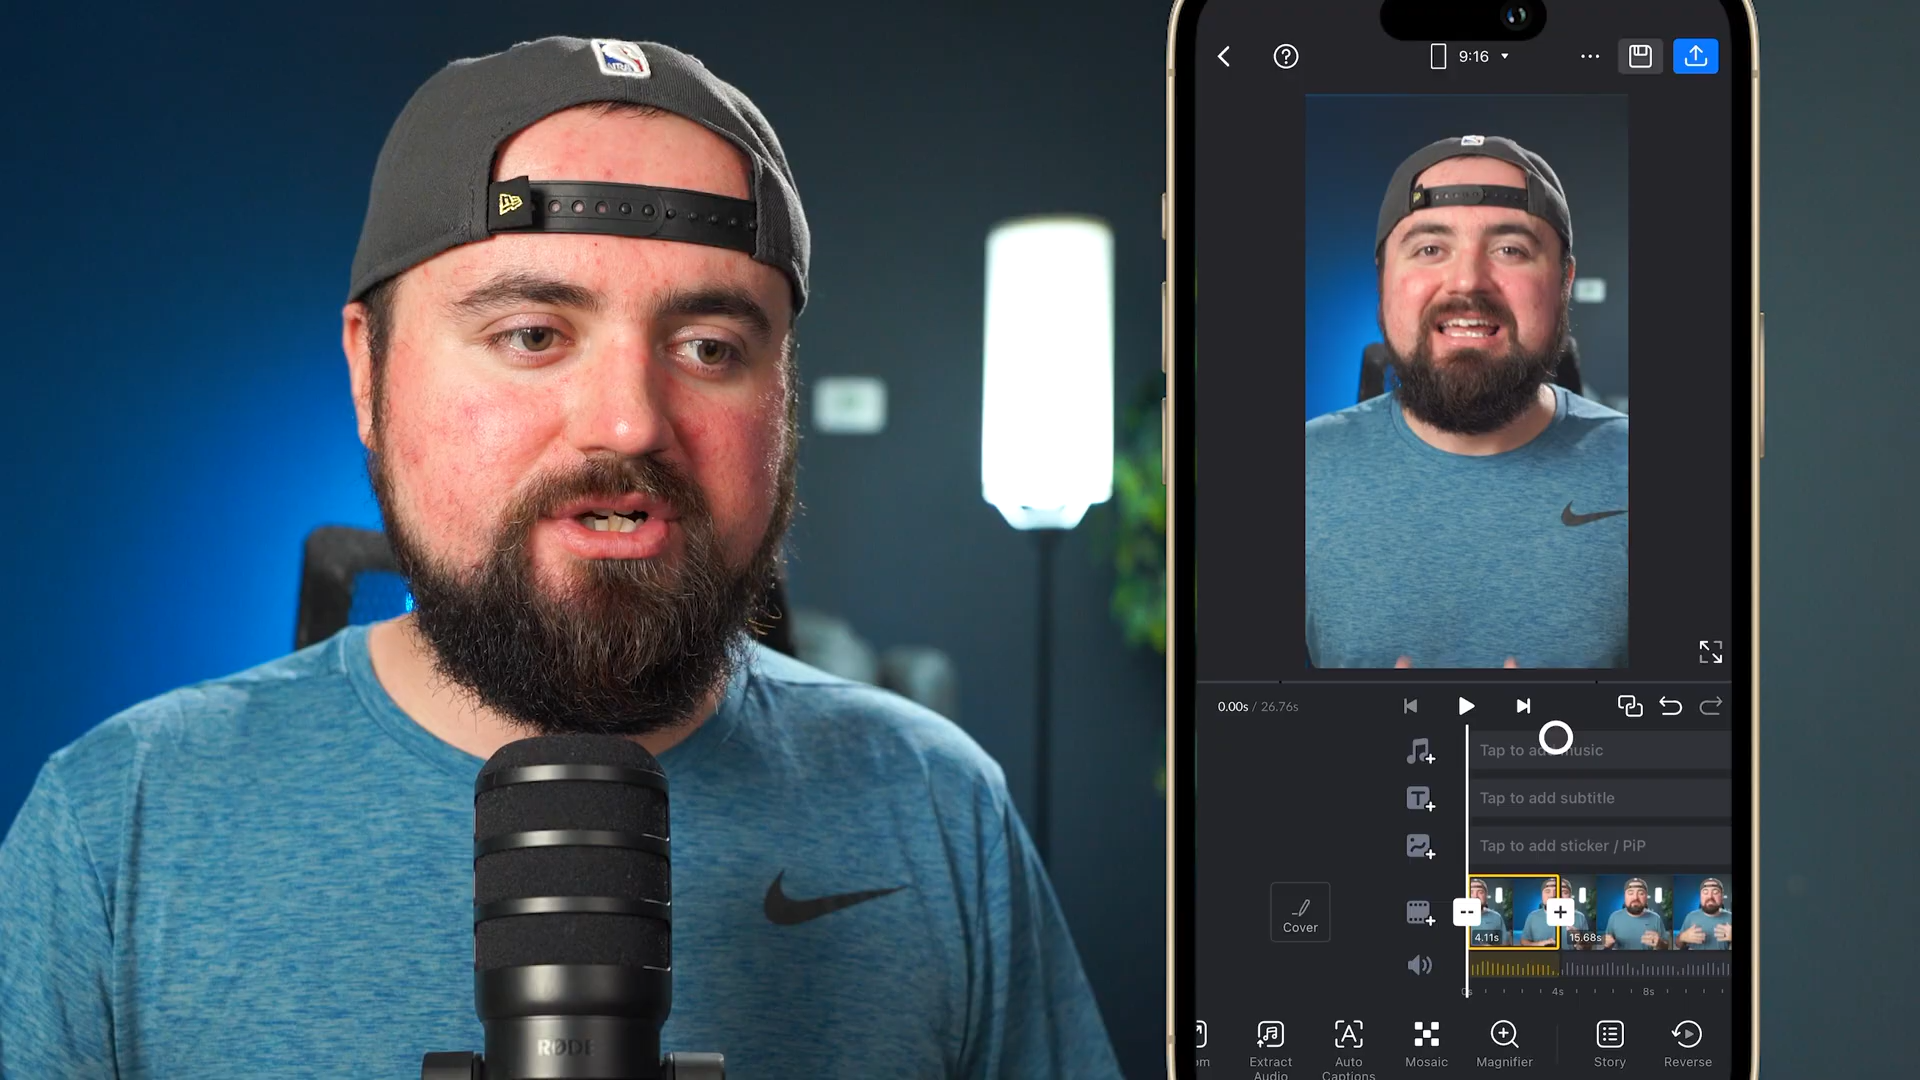 9:16
0.00s / 26.76s
Tap to add music
Tap to add subtitle
Tap to add sticker / PiP
Cover
4.11s
15.68s
4s
8s
Extract
Audio
Auto
Captions
Mosaic
Magnifier
Story
Reverse
RØDE